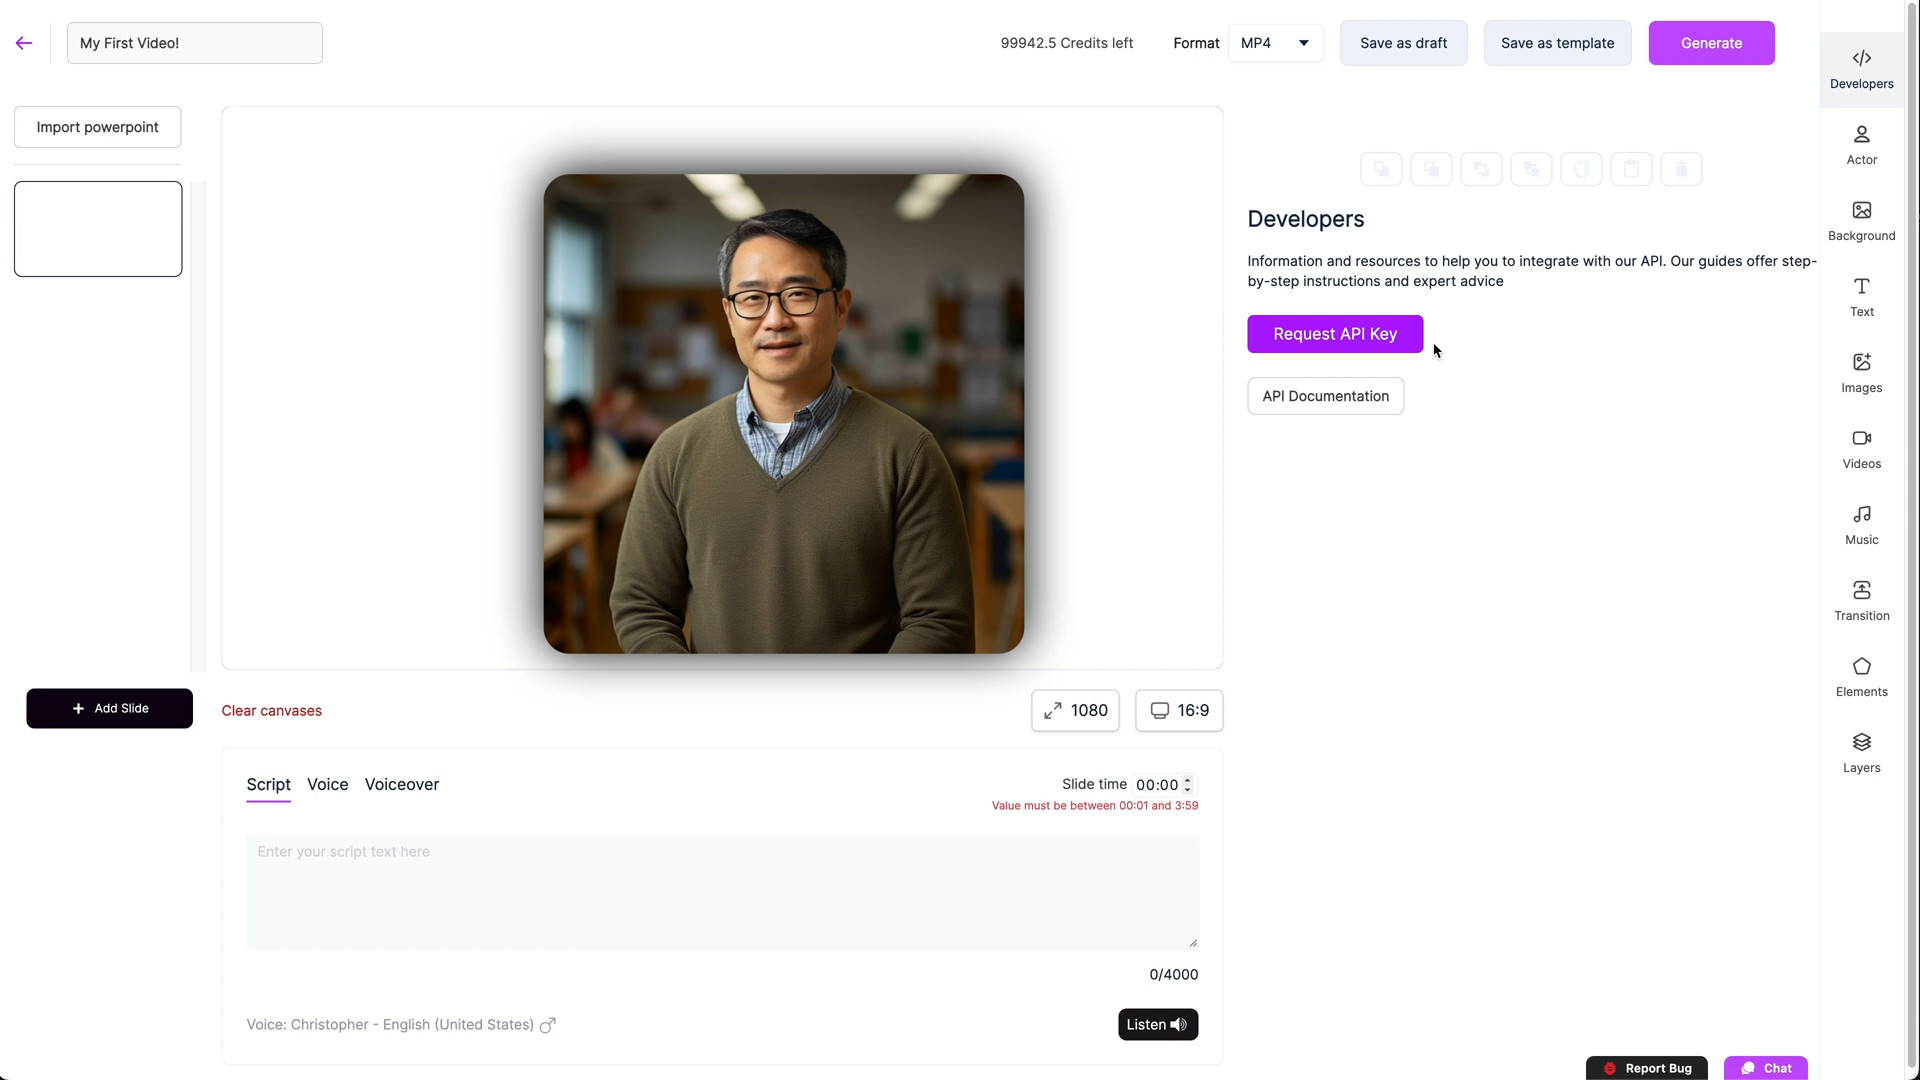 My First Video!
99942.5 Credits left
Format
MP4
Save as draft
Save as template
Generate
Developers
Actor
Background
Text
Images
Videos
Music
Transition
Elements
Layers
Import powerpoint
Add Slide
Developers
Information and resources to help you to integrate with our API. Our guides offer step-
by-step instructions and expert advice
Request API Key
API Documentation
Clear canvases
1080
16:9
Script
Voice
Voiceover
Slide time
00:00
Value must be between 00:01 and 3:59
Enter your script text here
0/4000
Voice: Christopher - English (United States)
Listen
Report Bug
Chat